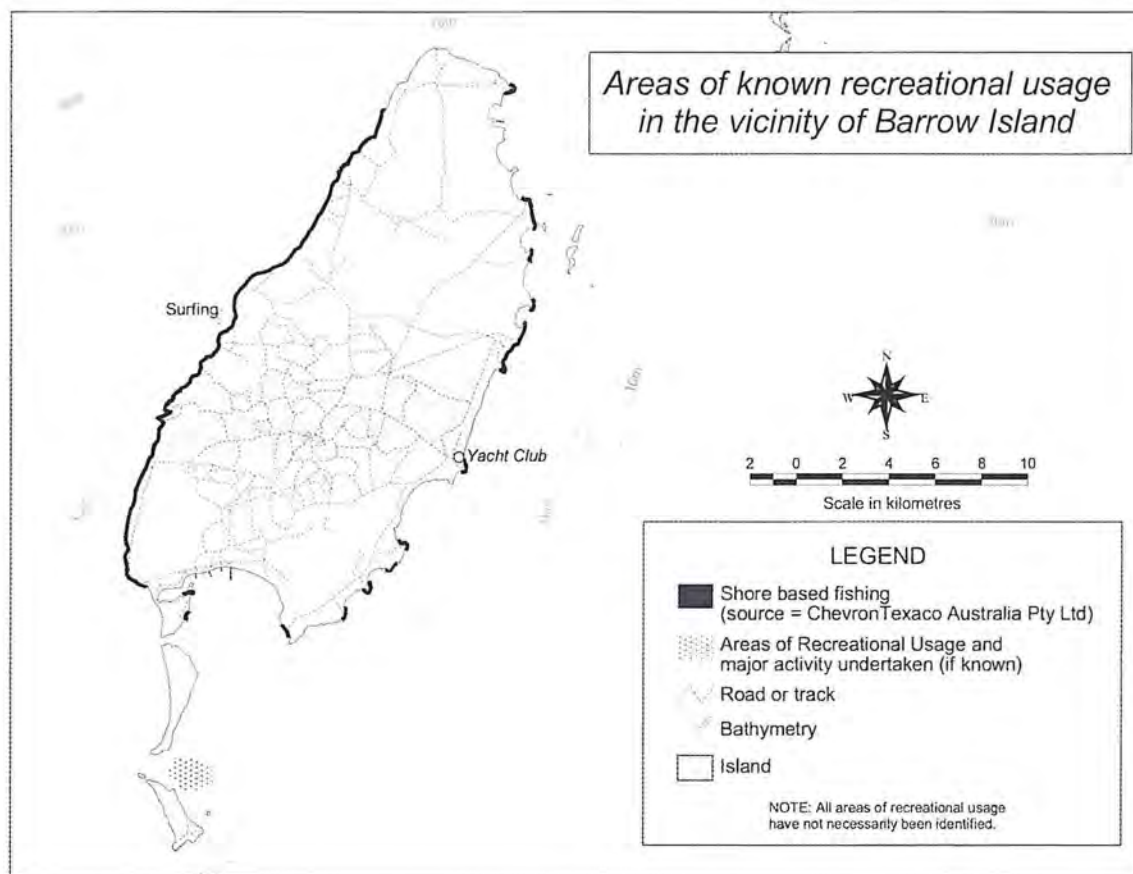 Areas of known recreational usage
in the vicinity of Barrow Island
Surfing
10m
N
W E
S
Yacht Club
2 0 2 4 6 8 10
Scale in kilometres
LEGEND
Shore based fishing
(source = ChevronTexaco Australia Pty Ltd)
Areas of Recreational Usage and
major activity undertaken (if known)
Road or track
Bathymetry
Island
NOTE: All areas of recreational usage
have not necessarily been identified.